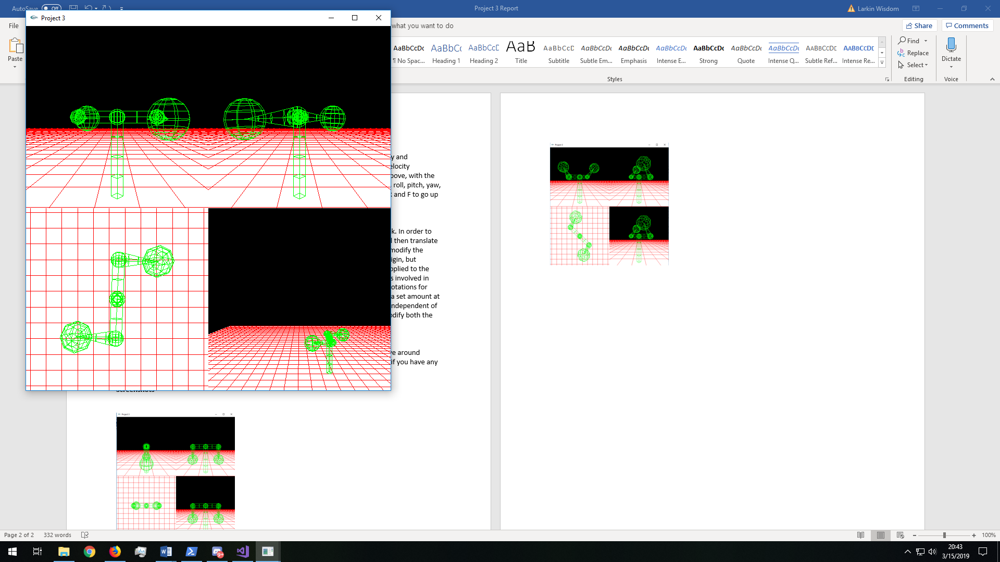 AutoSave Off
Project 3 Report
Larkin Wisdom
Project 3
File
what you want to do
Share
Comments
Paste
AaBbCcDc
¶ No Spac...
AaBbCc
Heading 1
AaBbCcD
Heading 2
AaB
Title
AaBbCcD
Subtitle
AaBbCcDc
Subtle Em...
AaBbCcDc
Emphasis
AaBbCcDc
Intense E...
AaBbCcDc
Strong
AaBbCcDc
Quote
AaBbCcDc
Intense Q...
AaBbCcDd
Subtle Ref...
AaBbCcDd
Intense Re...
Styles
Find
Replace
Select
Editing
Dictate
Voice
y and
elocity
ove, with the
roll, pitch, yaw,
and F to go up
k. In order to
then translate
modify the
igin, but
pplied to the
s involved in
otations for
a set amount at
ndependent of
odify both the
ve around
if you have any
Screenshots
Project 3
Project 3
Page 2 of 2
332 words
100%
9+
20:43
3/15/2019